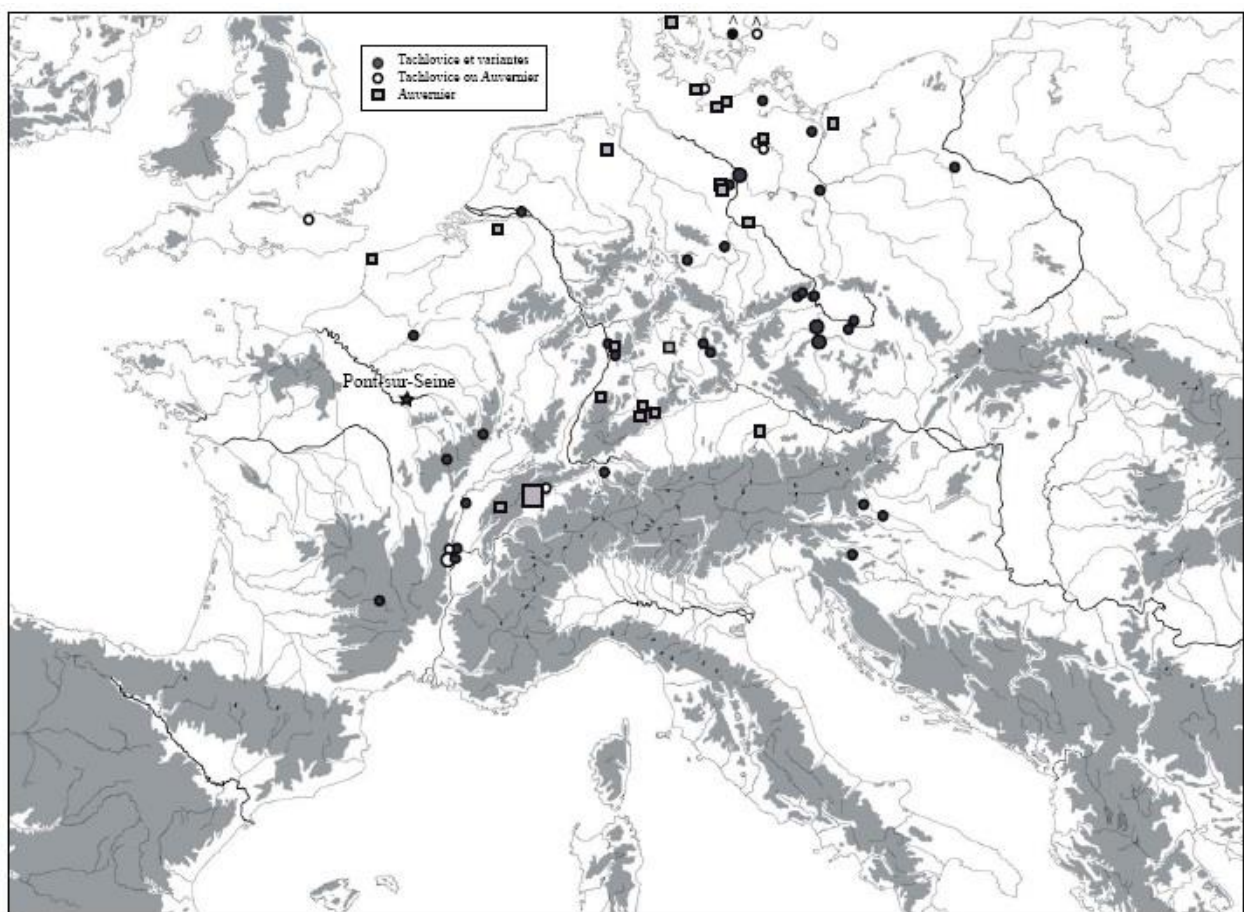 Tachlovice et variantes
Tachlovice ou Auvernier
Auvernier
Pont-sur-Seine